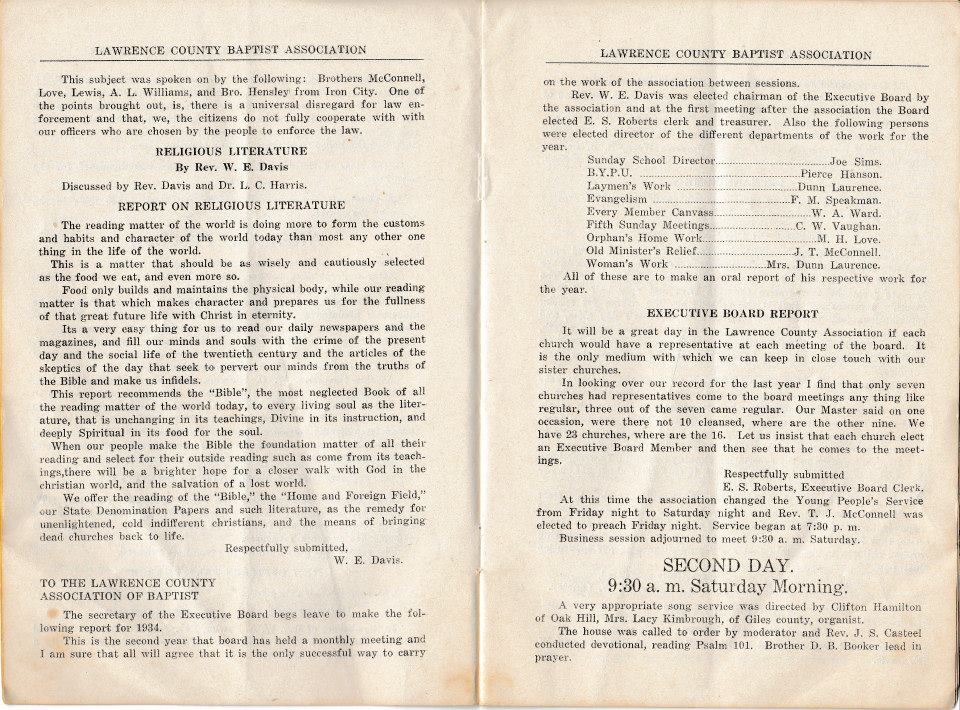 LAWRENCE COUNTY BAPTIST ASSOCIATION
This subject was spoken on by the following: Brothers McConnell,
Love, Lewis, A. L. Williams, and Bro. Hensley from Iron City. One of
the points brought out, is, there is a universal disregard for law en-
forcement and that, we, the citizens do not fully cooperate with with
our officers who are chosen by the people to enforce the law.
RELIGIOUS LITERATURE
By Rev. W. E. Davis
Discussed by Rev. Davis and Dr. L. C. Harris.
REPORT ON RELIGIOUS LITERATURE
The reading matter of the world is doing more to form the customs
and habits and character of the world today than most any other one
thing in the life of the world.
This is a matter that should be as wisely and cautiously selected
as the food we eat, and even more so.
Food only builds and maintains the physical body, while our reading
matter is that which makes character and prepares us for the fullness
of that great future life with Christ in eternity.
Its a very easy thing for us to read our daily newspapers and the
magazines, and fill our minds and souls with the crime of the present
day and the social life of the twentieth century and the articles of the
skeptics of the day that seek to pervert our minds from the truths of
the Bible and make us infidels.
This report recommends the "Bible", the most neglected Book of all
the reading matter of the world today, to every living soul as the liter-
ature, that is unchanging in its teachings, Divine in its instruction, and
deeply Spiritual in its food for the soul.
When our people make the Bible the foundation matter of all their
reading and select for their outside reading such as come from its teach-
ings,there will be a brighter hope for a closer walk with God in the
christian world, and the salvation of a lost world.
We offer the reading of the "Bible," the "Home and Foreign Field,"
our State Denomination Papers and such literature, as the remedy for
unenlightened, cold indifferent christians, and the means of bringing
dead churches back to life.
Respectfully submitted,
W. E. Davis.
TO THE LAWRENCE COUNTY
ASSOCIATION OF BAPTIST
The secretary of the Executive Board begs leave to make the fol-
lowing report for 1934.
This is the second year that board has held a monthly meeting and
I am sure that all will agree that it is the only successful way to carry
LAWRENCE COUNTY BAPTIST ASSOCIATION
on the work of the association between sessions.
Rev. W. E. Davis was elected chairman of the Executive Board by
the association and at the first meeting after the association the Board
elected E. S. Roberts clerk and treasurer. Also the following persons
were elected director of the different departments of the work for the
year.
Sunday School Director..............................Joe Sims.
B.Y.P.U. ..............................Pierce Hanson.
Laymen's Work ..............................Dunn Laurence.
Evangelism ..............................F. M. Speakman.
Every Member Canvass..............................W. A. Ward.
Fifth Sunday Meetings..............................C. W. Vaughan.
Orphan's Home Work..............................M. H. Love.
Old Minister's Relief..............................J. T. McConnell.
Woman's Work ..............................Mrs. Dunn Laurence.
All of these are to make an oral report of his respective work for
the year.
EXECUTIVE BOARD REPORT
It will be a great day in the Lawrence County Association if each
church would have a representative at each meeting of the board. It
is the only medium with which we can keep in close touch with our
sister churches.
In looking over our record for the last year I find that only seven
churches had representatives come to the board meetings any thing like
regular, three out of the seven came regular. Our Master said on one
occasion, were there not 10 cleansed, where are the other nine. We
have 23 churches, where are the 16. Let us insist that each church elect
an Executive Board Member and then see that he comes to the meet-
ings.
Respectfully submitted
E. S. Roberts, Executive Board Clerk.
At this time the association changed the Young People's Service
from Friday night to Saturday night and Rev. T. J. McConnell was
elected to preach Friday night. Service began at 7:30 p. m.
Business session adjourned to meet 9:30 a. m. Saturday.
SECOND DAY.
9:30 a. m. Saturday Morning.
A very appropriate song service was directed by Clifton Hamilton
of Oak Hill, Mrs. Lacy Kimbrough, of Giles county, organist.
The house was called to order by moderator and Rev. J. S. Casteel
conducted devotional, reading Psalm 101. Brother D. B. Booker lead in
prayer.